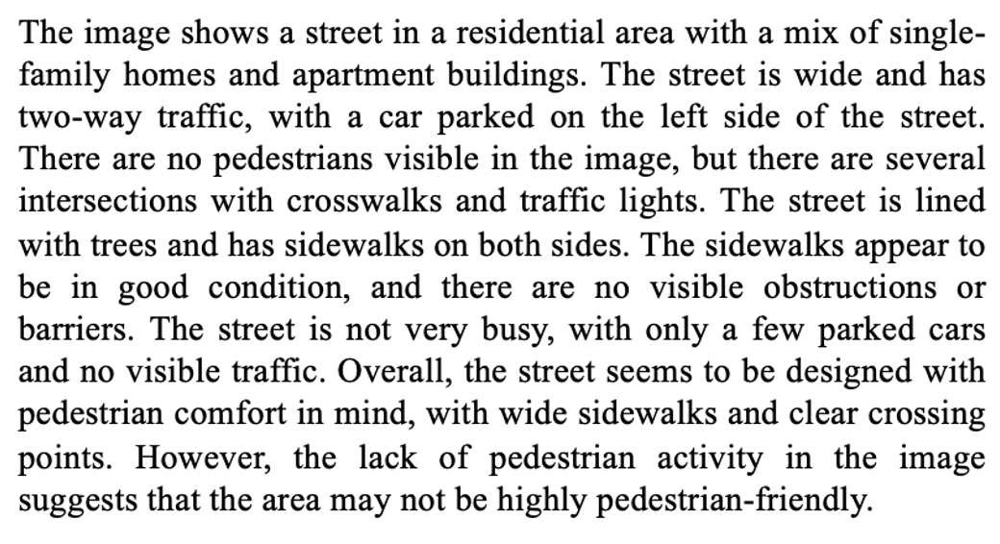 The image shows a street in a residential area with a mix of single-
family homes and apartment buildings. The street is wide and has
two-way traffic, with a car parked on the left side of the street.
There are no pedestrians visible in the image, but there are several
intersections with crosswalks and traffic lights. The street is lined
with trees and has sidewalks on both sides. The sidewalks appear to
be in good condition, and there are no visible obstructions or
barriers. The street is not very busy, with only a few parked cars
and no visible traffic. Overall, the street seems to be designed with
pedestrian comfort in mind, with wide sidewalks and clear crossing
points. However, the lack of pedestrian activity in the image
suggests that the area may not be highly pedestrian-friendly.